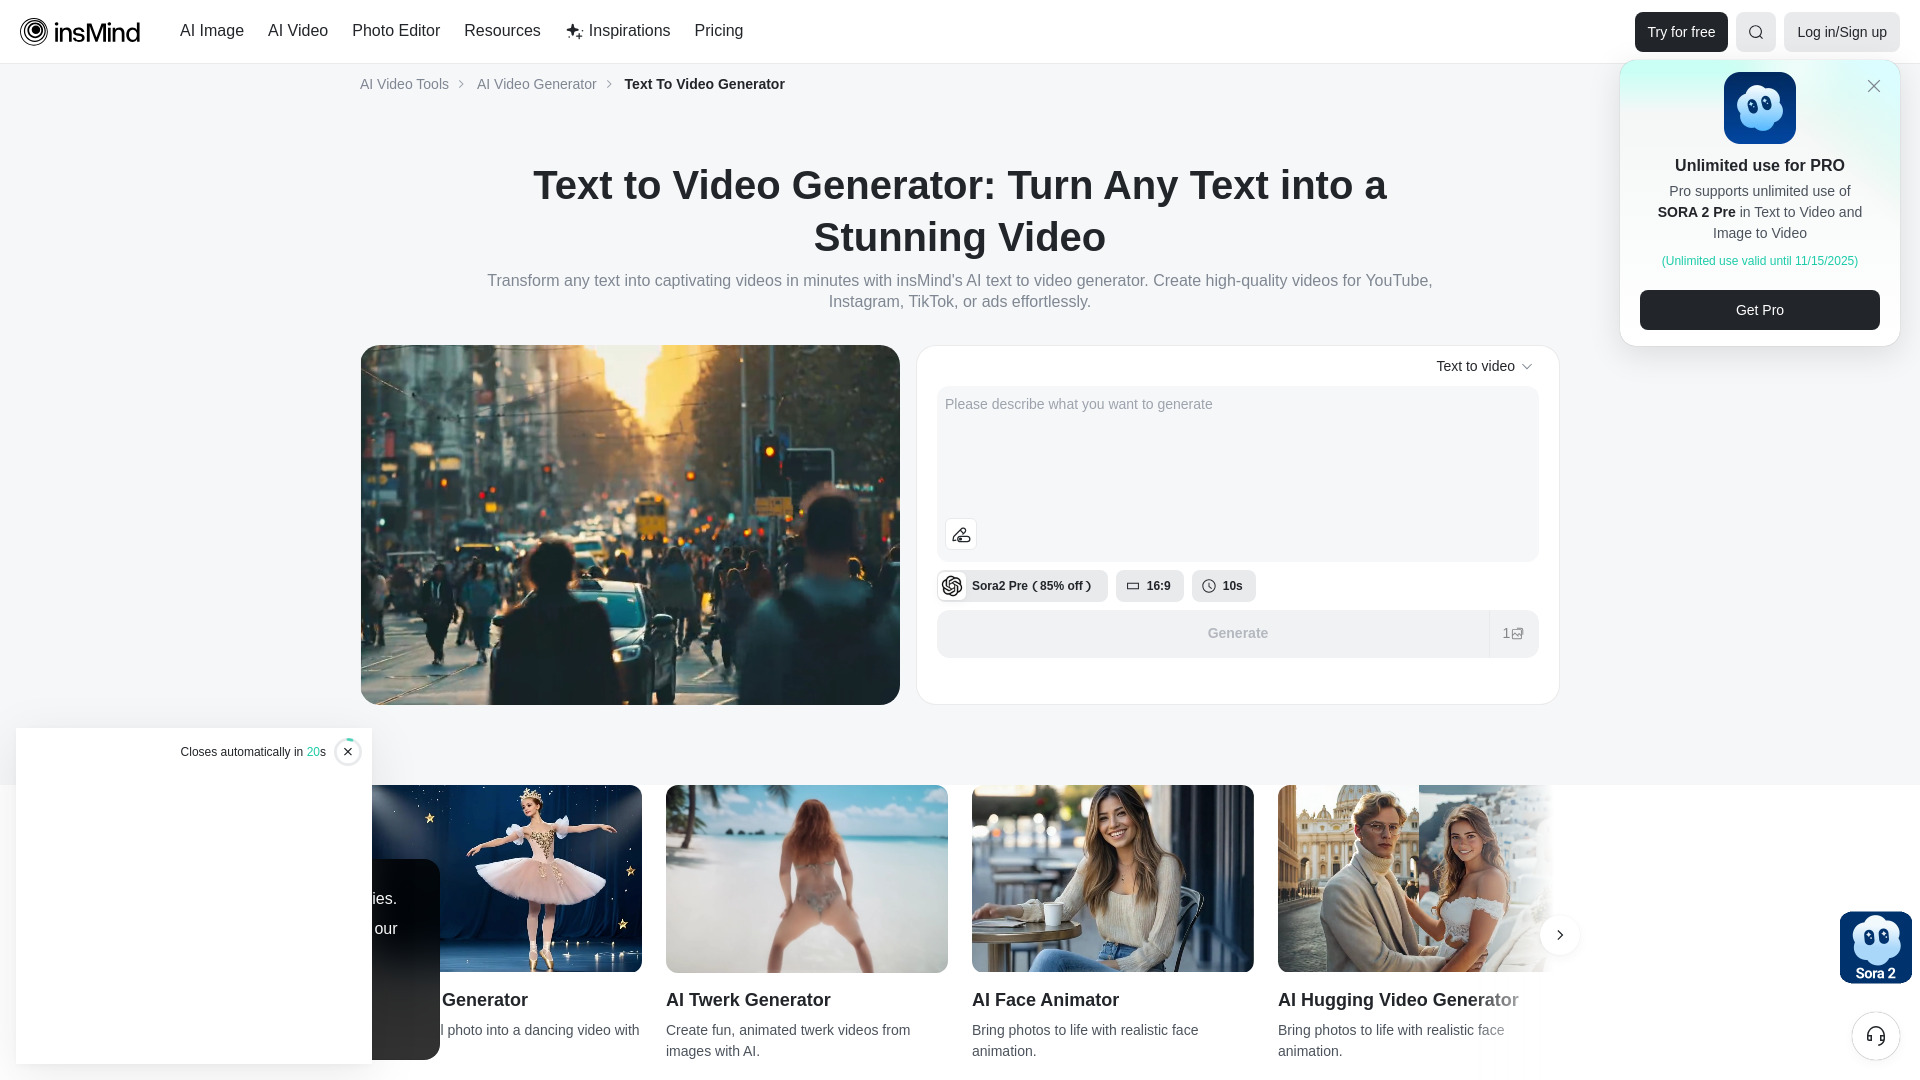 insMind
AI Image
AI Video
Photo Editor
Resources
Inspirations
Pricing
Try for free
Log in/Sign up
AI Video Tools
AI Video Generator
Text To Video Generator
Unlimited use for PRO
Pro supports unlimited use of
SORA 2 Pre in Text to Video and
Image to Video
(Unlimited use valid until 11/15/2025)
Get Pro
Text to Video Generator: Turn Any Text into a
Stunning Video
Transform any text into captivating videos in minutes with insMind's AI text to video generator. Create high-quality videos for YouTube,
Instagram, TikTok, or ads effortlessly.
Text to video
Please describe what you want to generate
Sora2 Pre（85% off）
16:9
10s
Generate
1
Closes automatically in 20s
ies.
our
Generator
l photo into a dancing video with
AI Twerk Generator
Create fun, animated twerk videos from
images with AI.
AI Face Animator
Bring photos to life with realistic face
animation.
AI Hugging Video Generator
Bring photos to life with realistic face
animation.
Sora 2